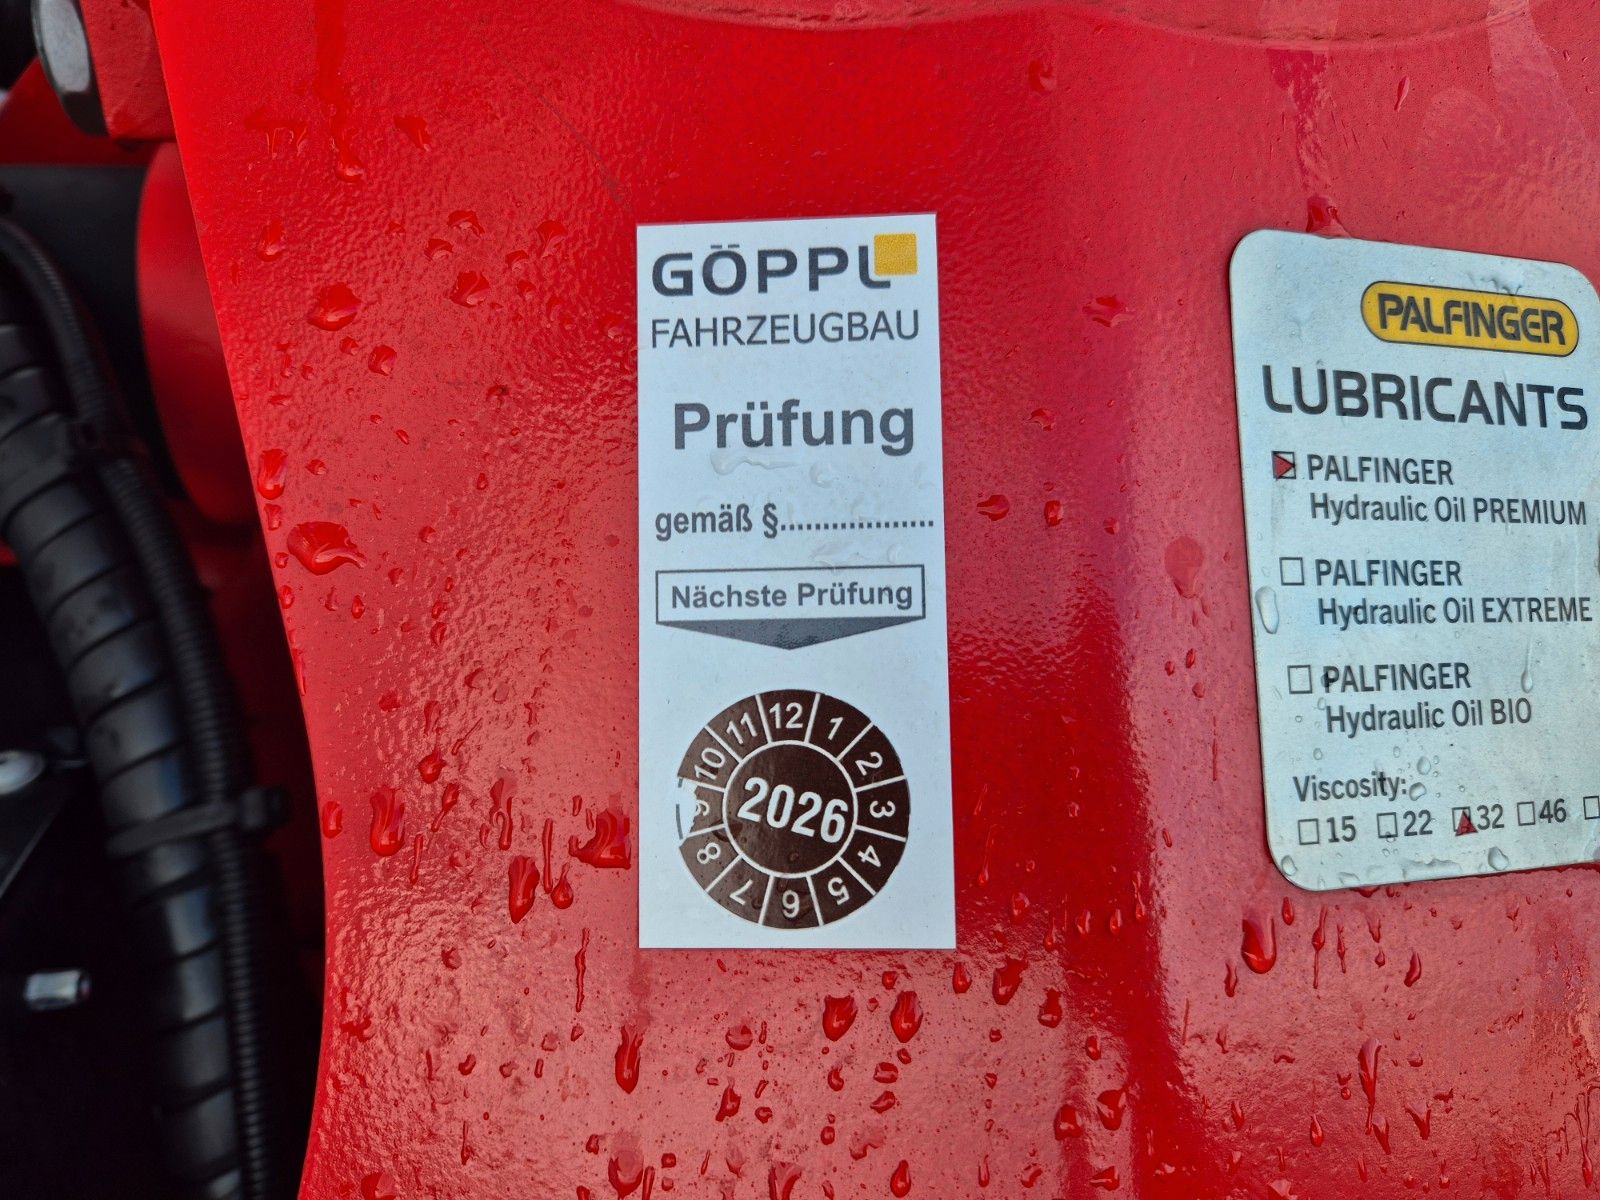 GÖPPL
FAHRZEUGBAU
Prüfung
gemäß §..................
Nächste Prüfung
12
1
2
3
4
5
6
7
8
9
10
11
2026
PALFINGER
LUBRICANTS
PALFINGER
Hydraulic Oil PREMIUM
PALFINGER
Hydraulic Oil EXTREME
PALFINGER
Hydraulic Oil BIO
Viscosity:
15 22 32 46